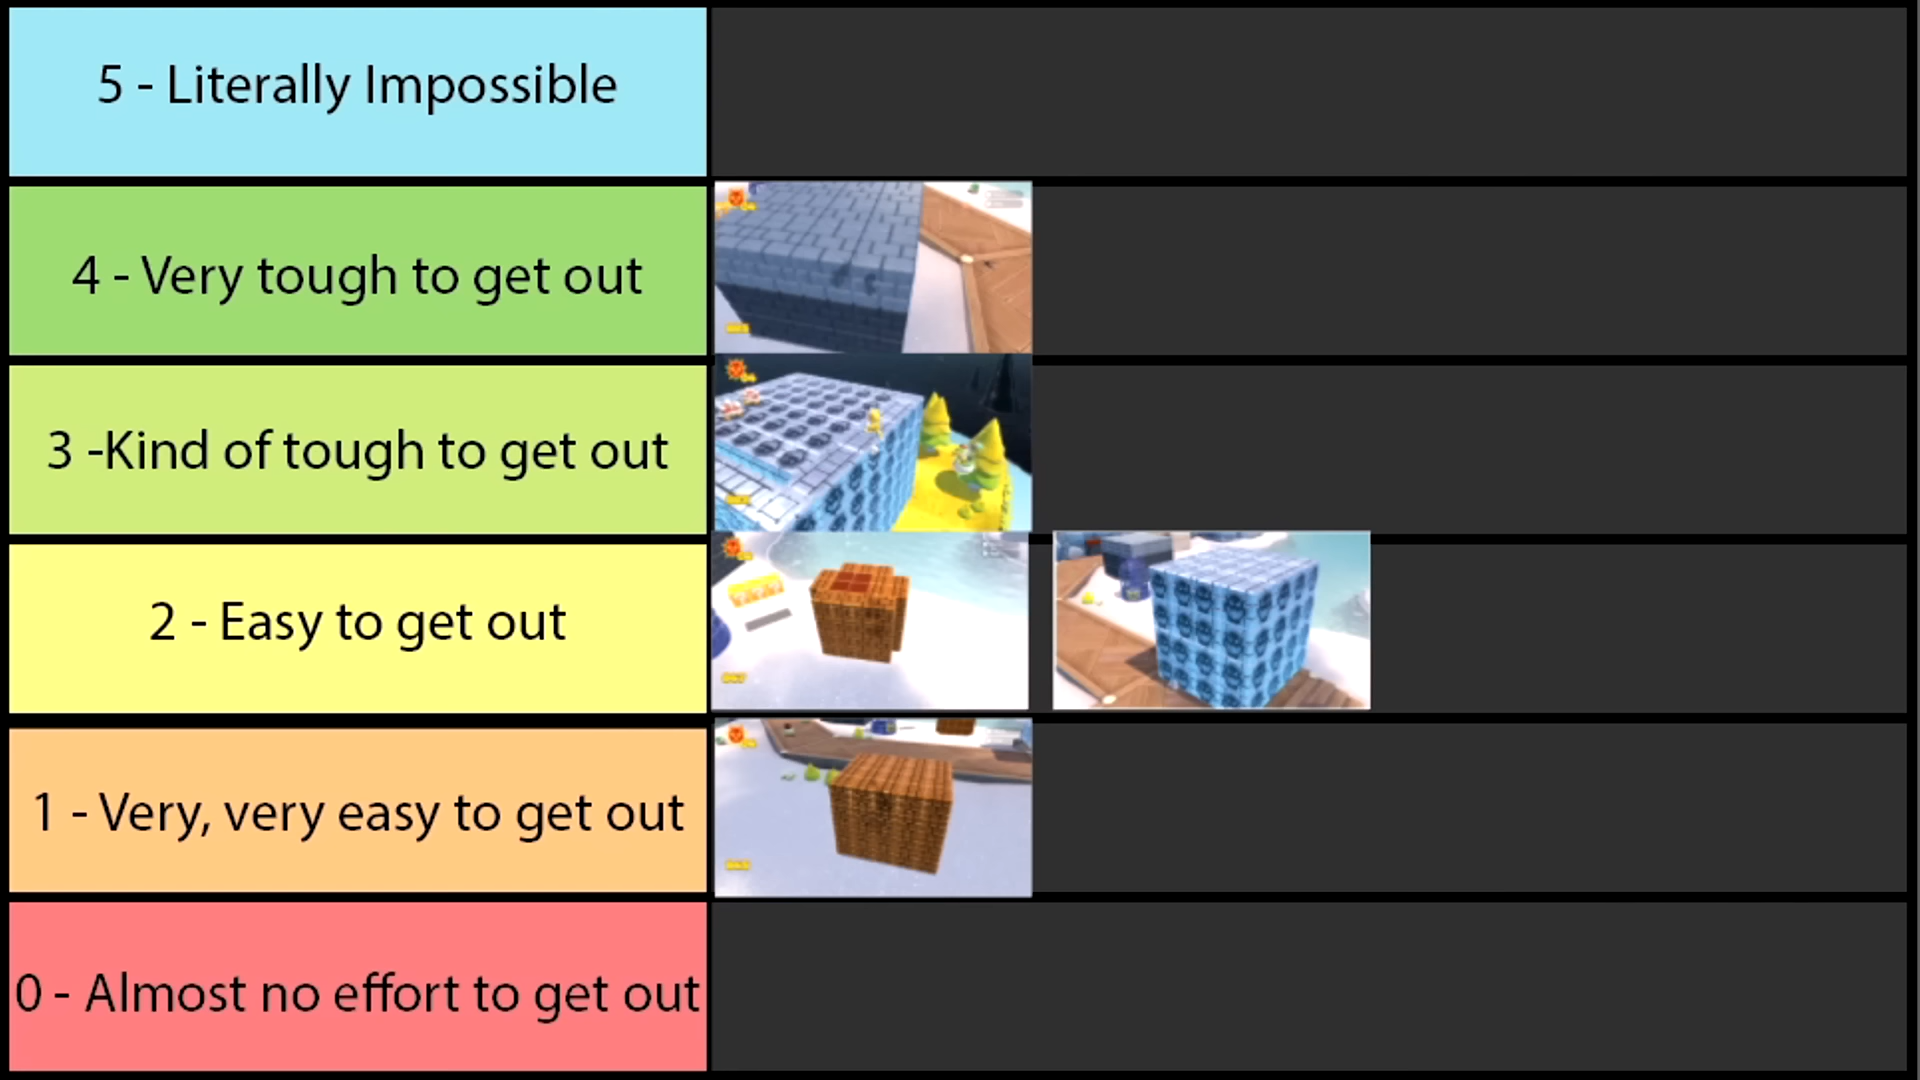 5 - Literally Impossible
4 - Very tough to get out
3 -Kind of tough to get out
2 - Easy to get out
1 - Very, very easy to get out
0 - Almost no effort to get out